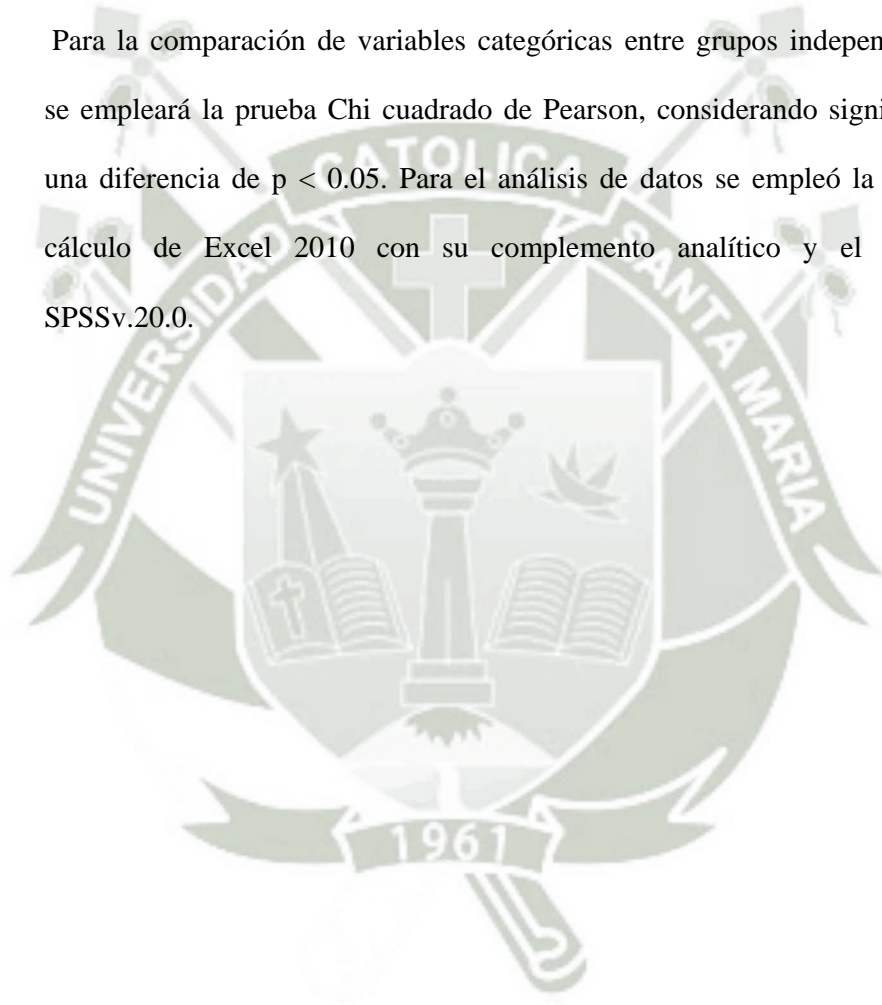 Para la comparación de variables categóricas entre grupos indepen
se empleará la prueba Chi cuadrado de Pearson, considerando signi
una diferencia de p < 0.05. Para el análisis de datos se empleó la
cálculo de Excel 2010 con su complemento analítico y el
SPSSv.20.0.
UNIVERSIDAD CATOLICA SANTA MARIA
1961